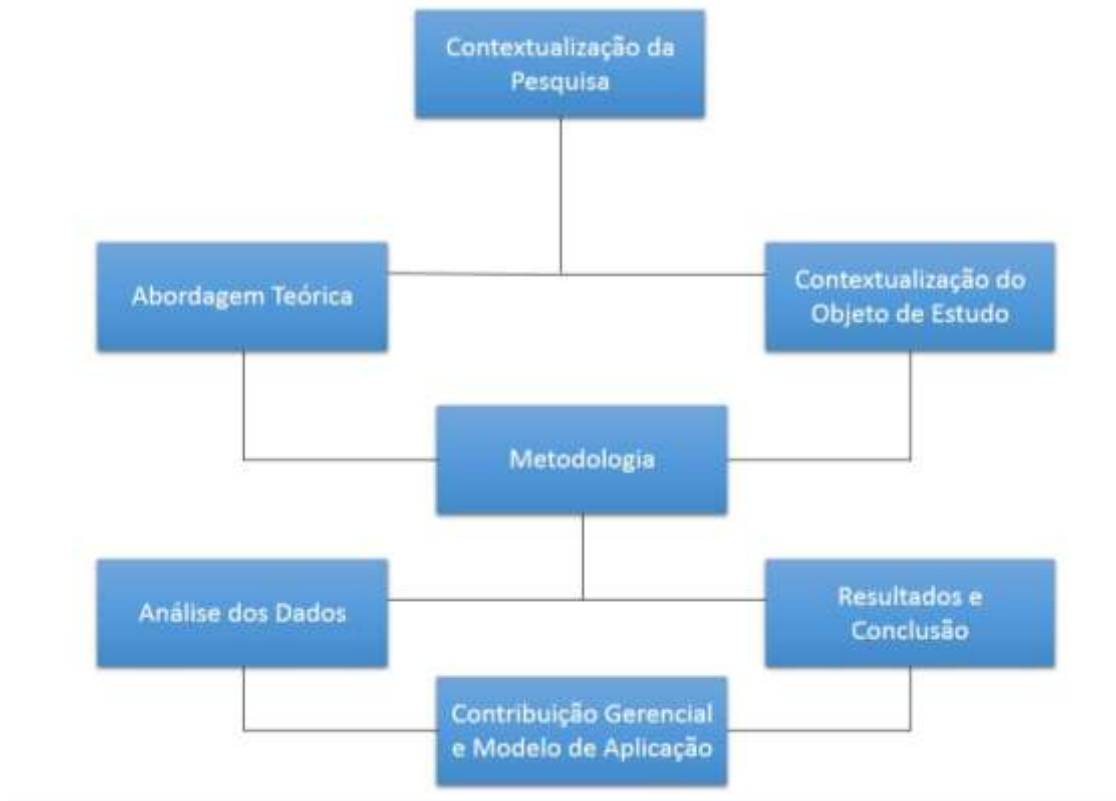 Contextualização da
Pesquisa
Abordagem Teórica
Contextualização do
Objeto de Estudo
Metodologia
Análise dos Dados
Resultados e
Conclusão
Contribuição Gerencial
e Modelo de Aplicação